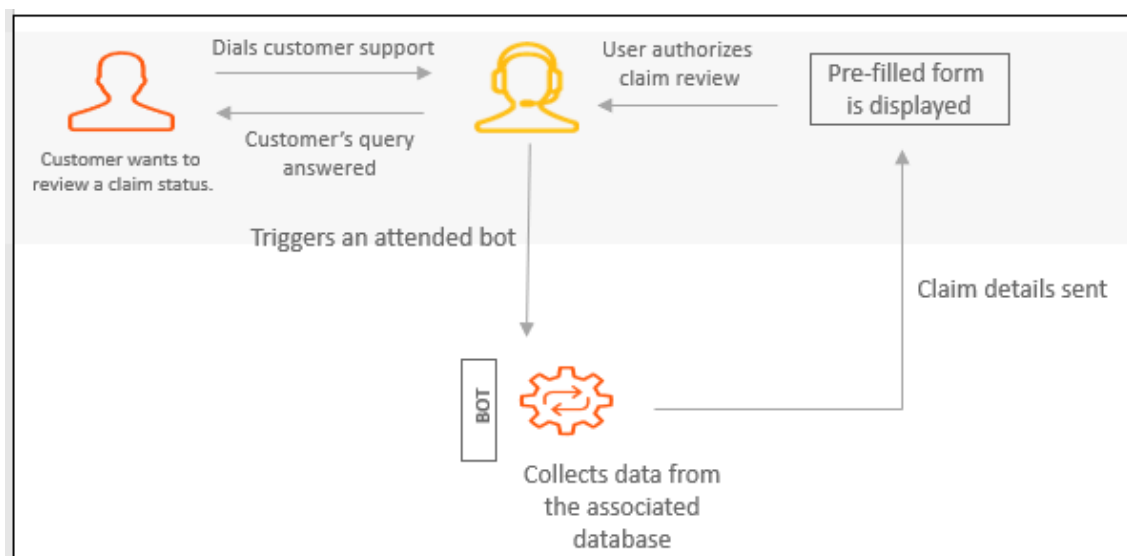 Dials customer support
User authorizes
claim review
Pre-filled form
is displayed
Customer's query
answered
Customer wants to
review a claim status.
Triggers an attended bot
Claim details sent
BOT
Collects data from
the associated
database